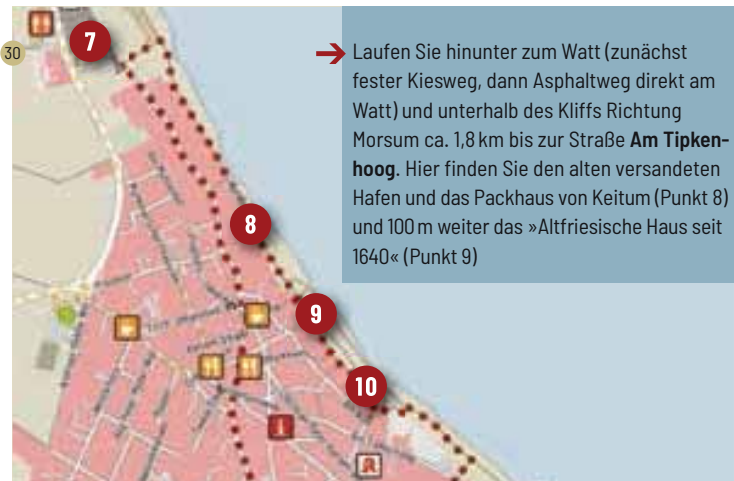 30
7
Laufen Sie hinunter zum Watt (zunächst
fester Kiesweg, dann Asphaltweg direkt am
Watt) und unterhalb des Kliffs Richtung
Morsum ca. 1,8 km bis zur Straße Am Tipken-
hoog. Hier finden Sie den alten versandeten
Hafen und das Packhaus von Keitum (Punkt 8)
und 100 m weiter das »Altfriesische Haus seit
1640« (Punkt 9)
8
9
10